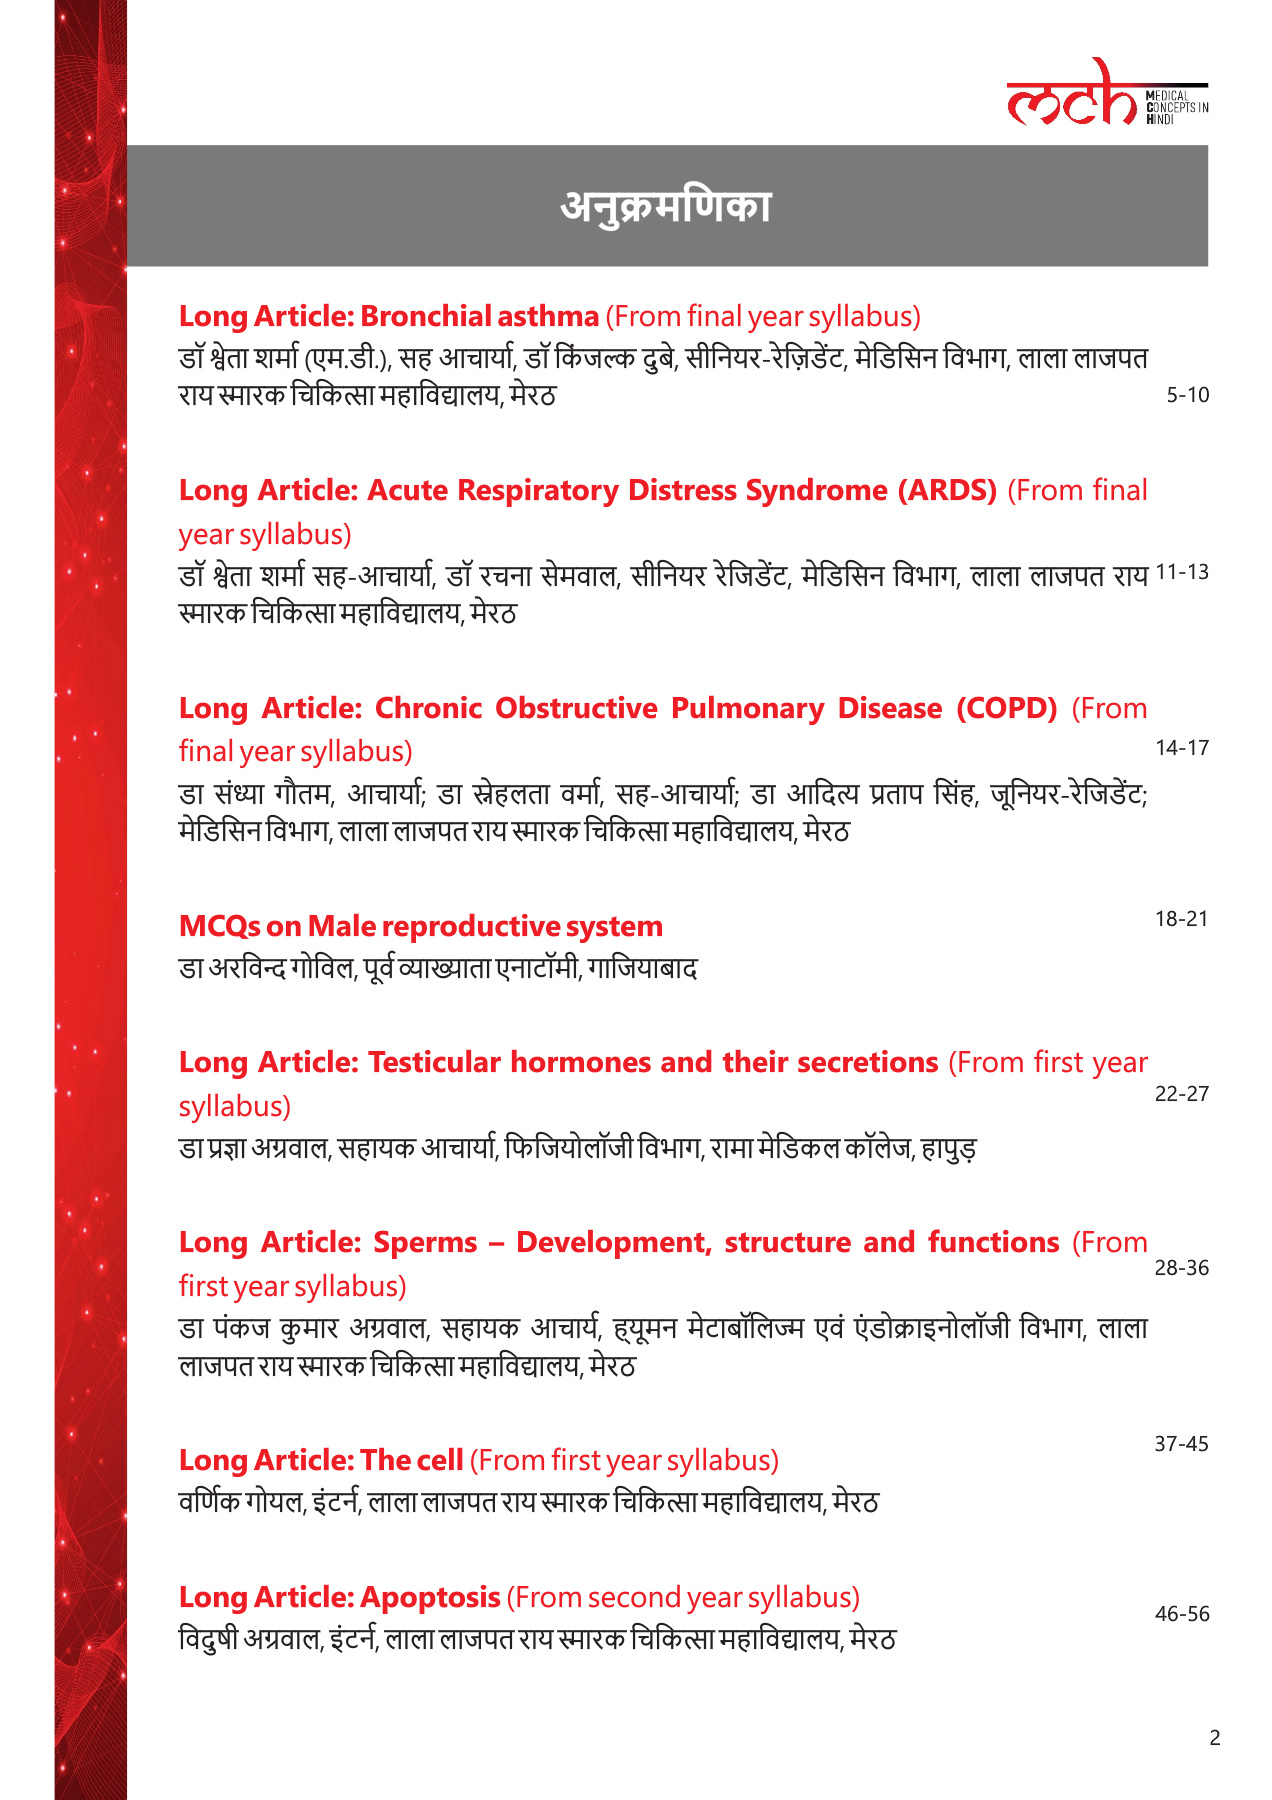 mch MEDICAL
CONCEPTS IN
HINDI
अनुक्रमणिका
Long Article: Bronchial asthma (From final year syllabus)
डॉ श्वेता शर्मा (एम.डी.), सह आचार्या, डॉ किंजल्क दुबे, सीनियर-रेज़िडेंट, मेडिसिन विभाग, लाला लाजपत
राय स्मारक चिकित्सा महाविद्यालय, मेरठ 5-10
Long Article: Acute Respiratory Distress Syndrome (ARDS) (From final
year syllabus)
डॉ श्वेता शर्मा सह-आचार्या, डॉ रचना सेमवाल, सीनियर रेजिडेंट, मेडिसिन विभाग, लाला लाजपत राय 11-13
स्मारक चिकित्सा महाविद्यालय, मेरठ
Long Article: Chronic Obstructive Pulmonary Disease (COPD) (From
final year syllabus) 14-17
डा संध्या गौतम, आचार्या; डा स्नेहलता वर्मा, सह-आचार्या; डा आदित्य प्रताप सिंह, जूनियर-रेजिडेंट;
मेडिसिन विभाग, लाला लाजपत राय स्मारक चिकित्सा महाविद्यालय, मेरठ
MCQs on Male reproductive system 18-21
डा अरविन्द गोविल, पूर्व व्याख्याता एनाटॉमी, गाजियाबाद
Long Article: Testicular hormones and their secretions (From first year
syllabus) 22-27
डा प्रज्ञा अग्रवाल, सहायक आचार्या, फिजियोलॉजी विभाग, रामा मेडिकल कॉलेज, हापुड़
Long Article: Sperms – Development, structure and functions (From
first year syllabus) 28-36
डा पंकज कुमार अग्रवाल, सहायक आचार्य, ह्यूमन मेटाबॉलिज्म एवं एंडोक्राइनोलॉजी विभाग, लाला
लाजपत राय स्मारक चिकित्सा महाविद्यालय, मेरठ
Long Article: The cell (From first year syllabus) 37-45
वर्णिक गोयल, इंटर्न, लाला लाजपत राय स्मारक चिकित्सा महाविद्यालय, मेरठ
Long Article: Apoptosis (From second year syllabus) 46-56
विदुषी अग्रवाल, इंटर्न, लाला लाजपत राय स्मारक चिकित्सा महाविद्यालय, मेरठ
2